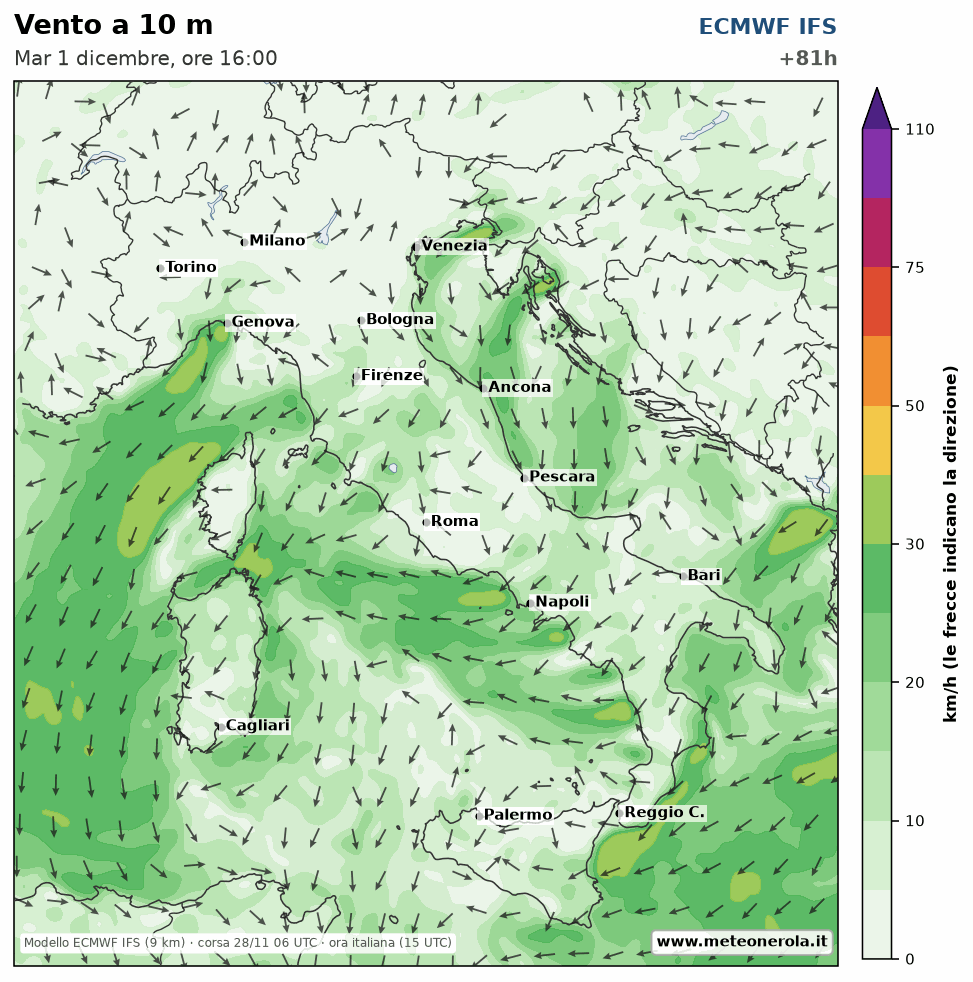 Vento a 10 m
ECMWF IFS
Mar 1 dicembre, ore 16:00
+81h
110
75
50
30
20
10
0
km/h (le frecce indicano la direzione)
Milano
Venezia
Torino
Genova
Bologna
Firenze
Ancona
Pescara
Roma
Bari
Napoli
Cagliari
Palermo
Reggio C.
Modello ECMWF IFS (9 km) · corsa 28/11 06 UTC · ora italiana (15 UTC)
www.meteonerola.it